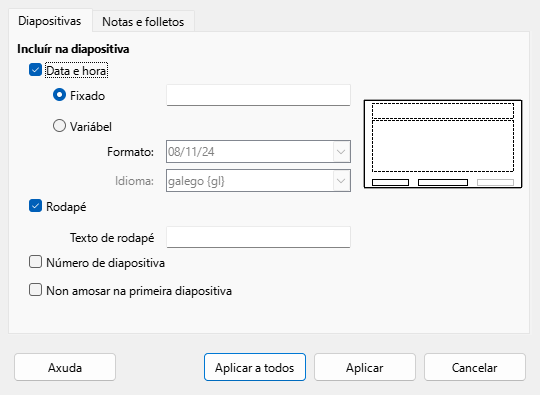 Diapositivas
Notas e folletos
Incluír na diapositiva
Data e hora
Fixado
Variábel
Formato: 08/11/24
Idioma: galego {gl}
Rodapé
Texto de rodapé
Número de diapositiva
Non amosar na primeira diapositiva
Axuda
Aplicar a todos
Aplicar
Cancelar